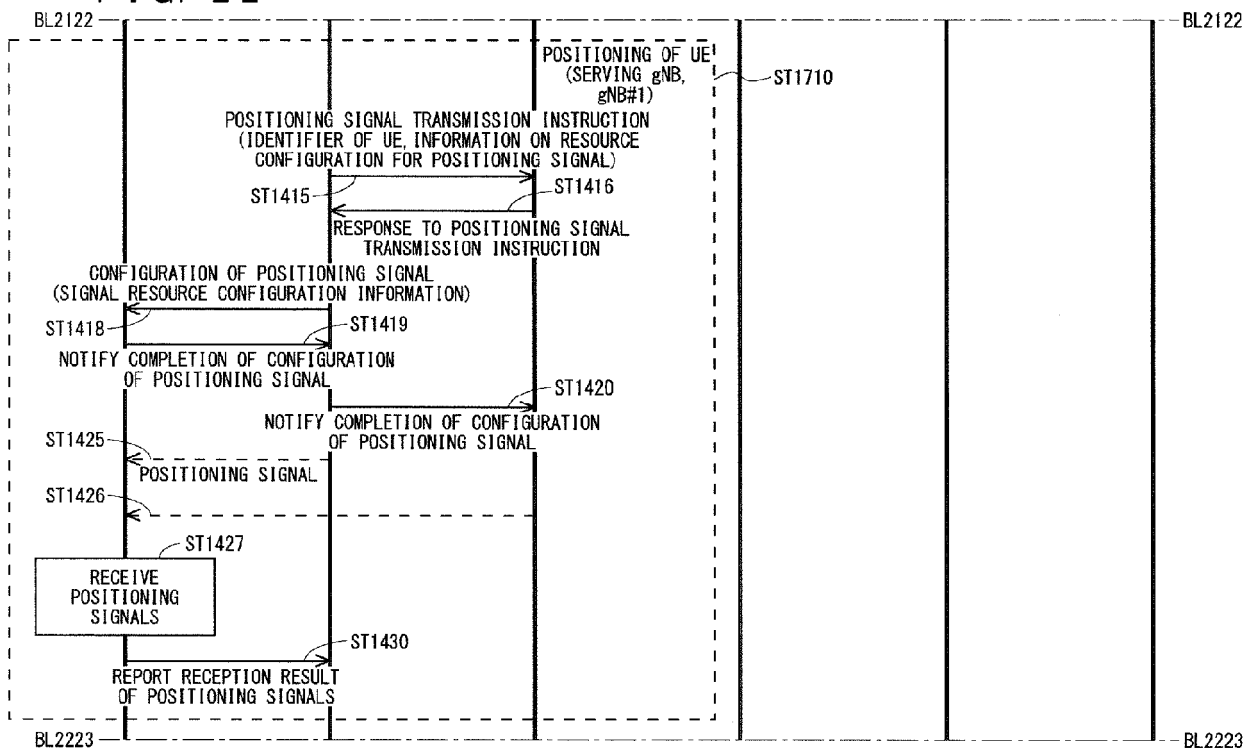 BL2122
BL2122
POSITIONING OF UE
(SERVING gNB,
gNB#1)
ST1710
POSITIONING SIGNAL TRANSMISSION INSTRUCTION
(IDENTIFIER OF UE, INFORMATION ON RESOURCE
CONFIGURATION FOR POSITIONING SIGNAL)
ST1415
ST1416
RESPONSE TO POSITIONING SIGNAL
TRANSMISSION INSTRUCTION
CONFIGURATION OF POSITIONING SIGNAL
(SIGNAL RESOURCE CONFIGURATION INFORMATION)
ST1418
ST1419
NOTIFY COMPLETION OF CONFIGURATION
OF POSITIONING SIGNAL
ST1420
NOTIFY COMPLETION OF CONFIGURATION
OF POSITIONING SIGNAL
ST1425
POSITIONING SIGNAL
ST1426
ST1427
RECEIVE
POSITIONING
SIGNALS
ST1430
REPORT RECEPTION RESULT
OF POSITIONING SIGNALS
BL2223
BL2223